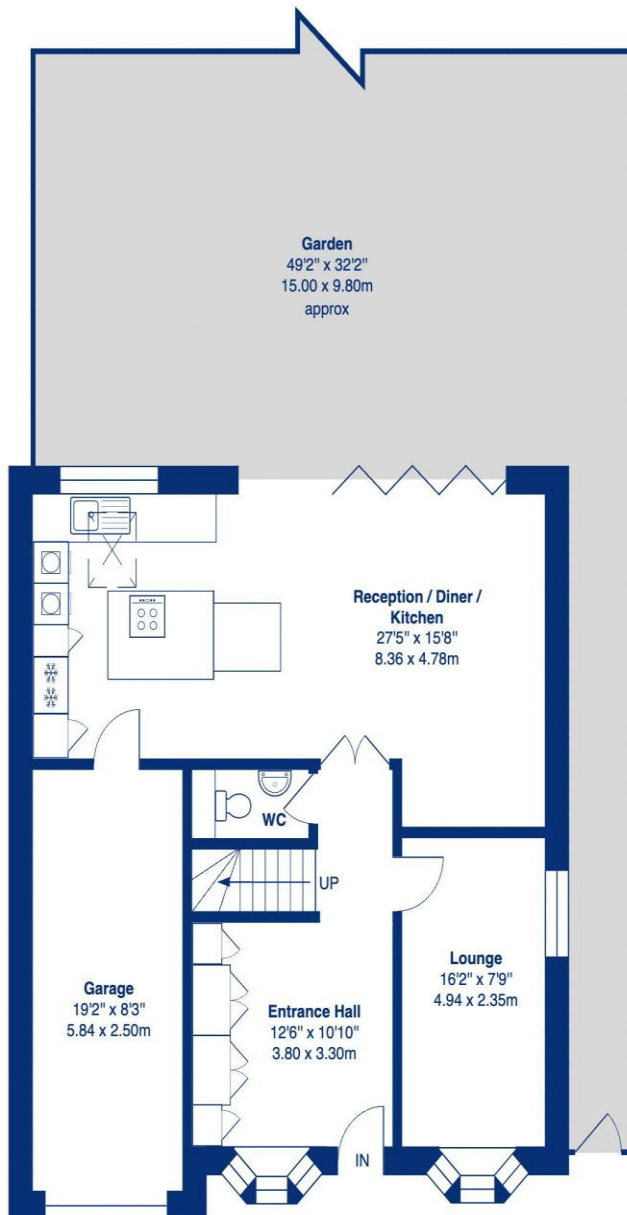 Garden
49'2" x 32'2"
15.00 x 9.80m
approx
Reception / Diner /
Kitchen
27'5" x 15'8"
8.36 x 4.78m
WC
UP
Lounge
16'2" x 7'9"
4.94 x 2.35m
Garage
19'2" x 8'3"
5.84 x 2.50m
Entrance Hall
12'6" x 10'10"
3.80 x 3.30m
IN